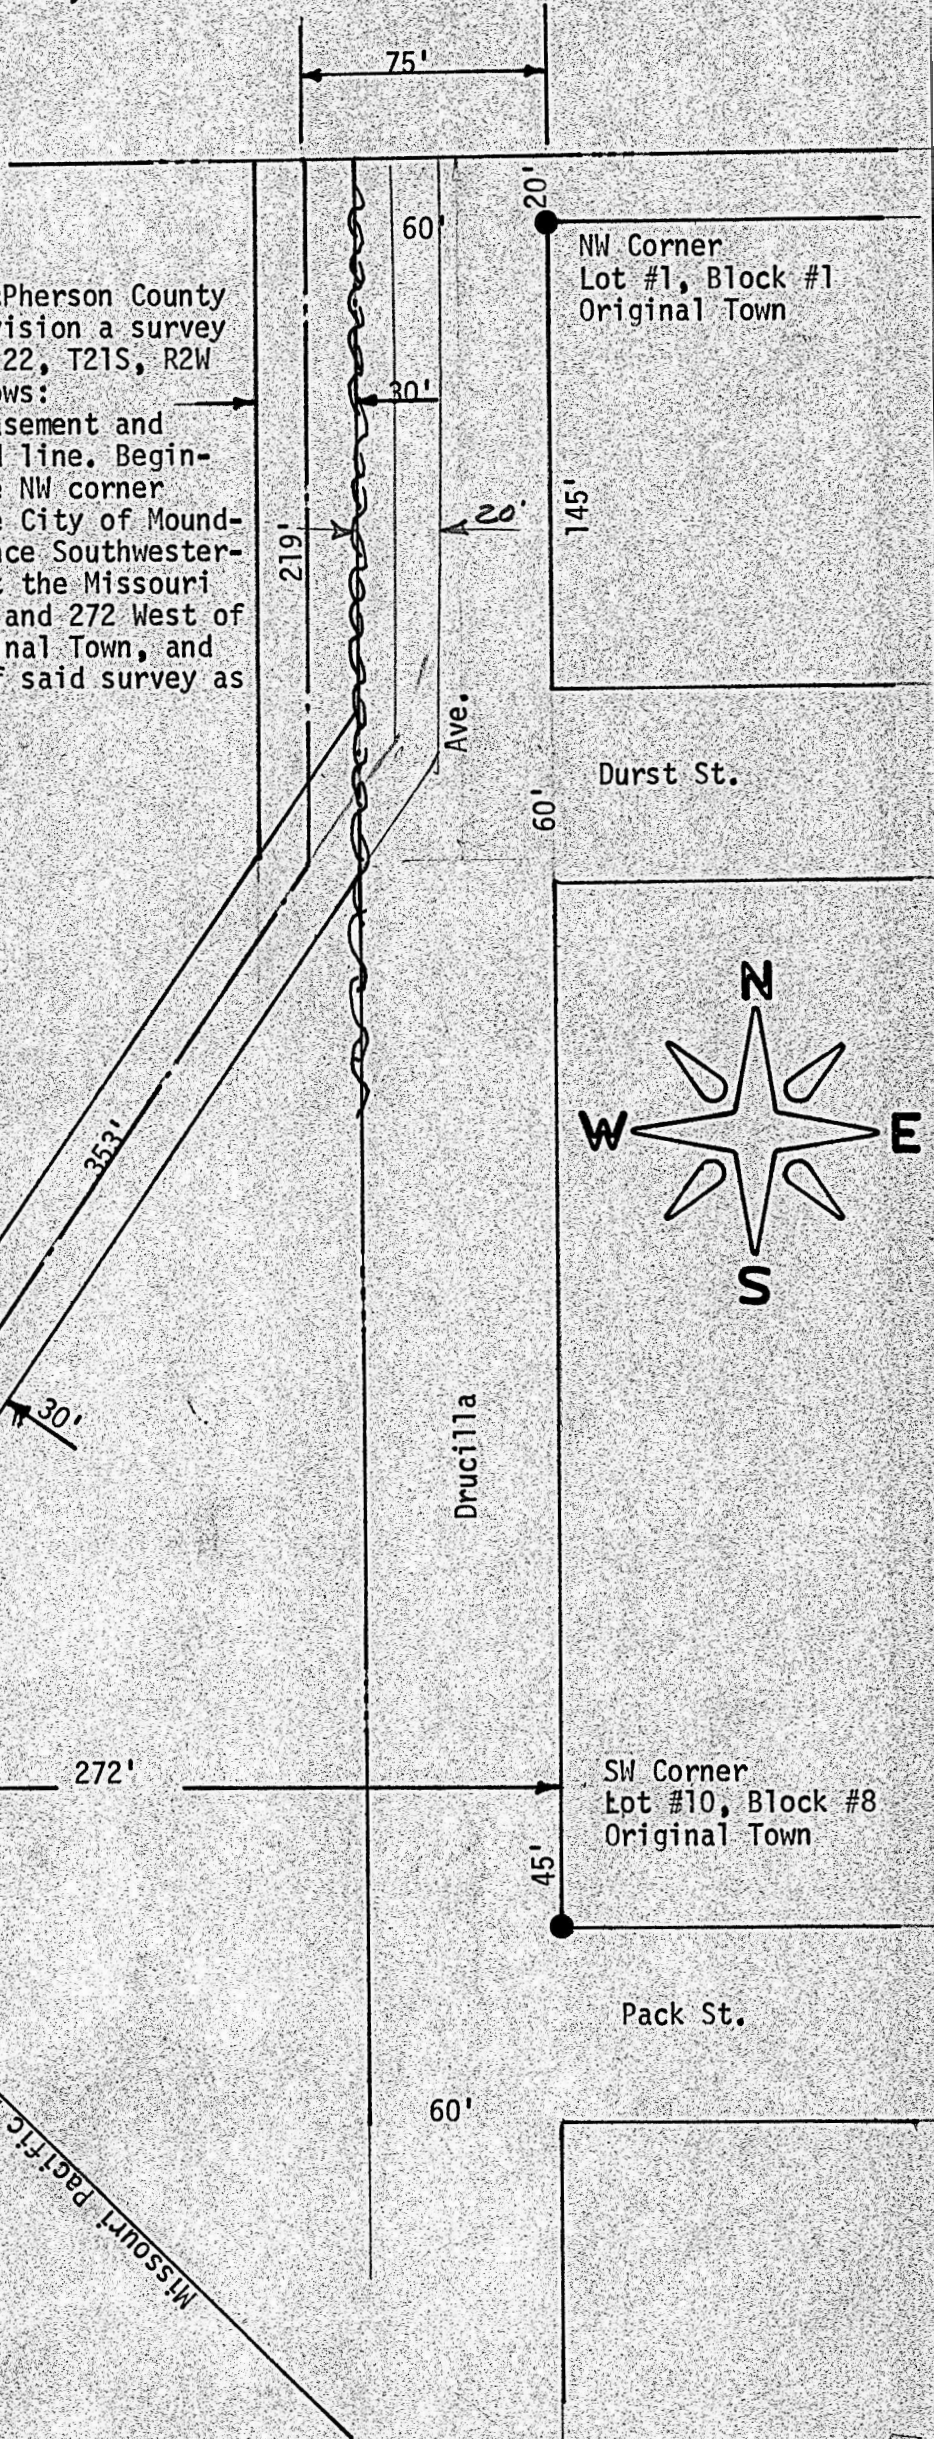 75'
20'
60'
NW Corner
Lot #1, Block #1
Original Town
Pherson County
vision a survey
22, T21S, R2W
ows:
sement and
line. Begin-
NW corner
City of Mound-
ce Southwester-
the Missouri
and 272 West of
nal Town, and
said survey as
30'
20'
219'
145'
Ave.
Durst St.
60'
N
W
E
S
353'
30'
Drucilla
272'
SW Corner
Lot #10, Block #8
Original Town
45'
Pack St.
60'
Missouri Pacific